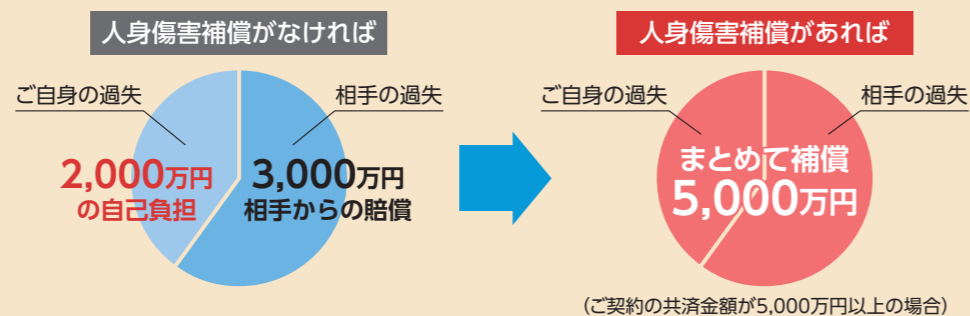 人身傷害補償がなければ
ご自身の過失
相手の過失
2,000万円
の自己負担
3,000万円
相手からの賠償
人身傷害補償があれば
ご自身の過失
相手の過失
まとめて補償
5,000万円
(ご契約の共済金額が5,000万円以上の場合)